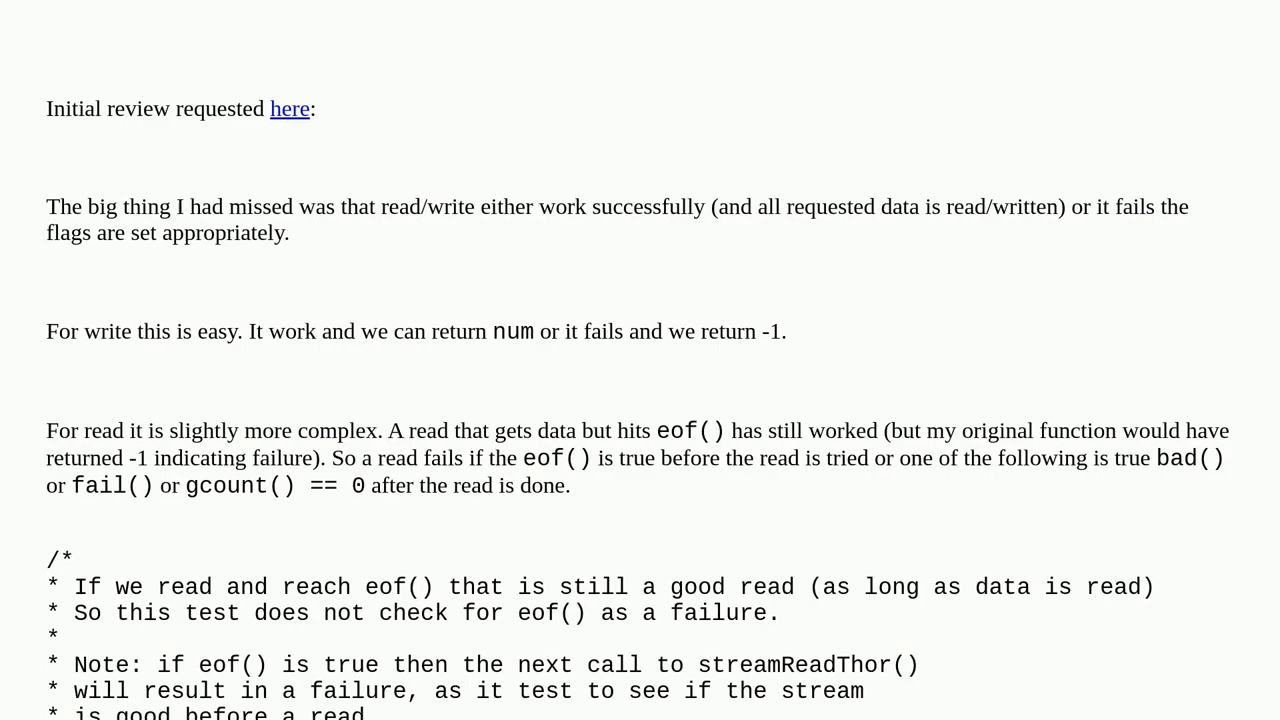 Initial review requested here:
The big thing I had missed was that read/write either work successfully (and all requested data is read/written) or it fails the
flags are set appropriately.
For write this is easy. It work and we can return num or it fails and we return -1.
For read it is slightly more complex. A read that gets data but hits eof() has still worked (but my original function would have
returned -1 indicating failure). So a read fails if the eof() is true before the read is tried or one of the following is true bad()
or fail() or gcount() == 0 after the read is done.
/*
* If we read and reach eof() that is still a good read (as long as data is read)
* So this test does not check for eof() as a failure.
*
* Note: if eof() is true then the next call to streamReadThor()
* will result in a failure, as it test to see if the stream
* is good before a read